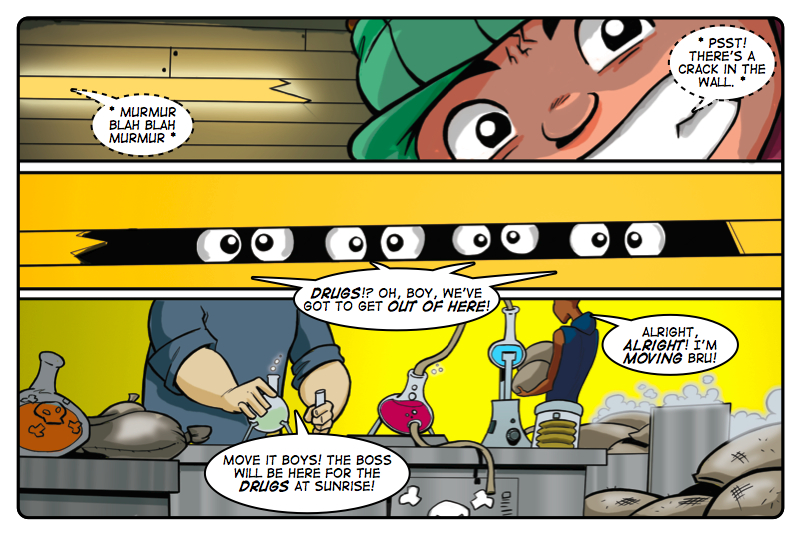 * PSST!
THERE'S A
CRACK IN THE
WALL. *
* MURMUR
BLAH BLAH
MURMUR *
DRUGS!? OH, BOY, WE'VE
GOT TO GET OUT OF HERE!
ALRIGHT,
ALRIGHT! I'M
MOVING BRU!
MOVE IT BOYS! THE BOSS
WILL BE HERE FOR THE
DRUGS AT SUNRISE!